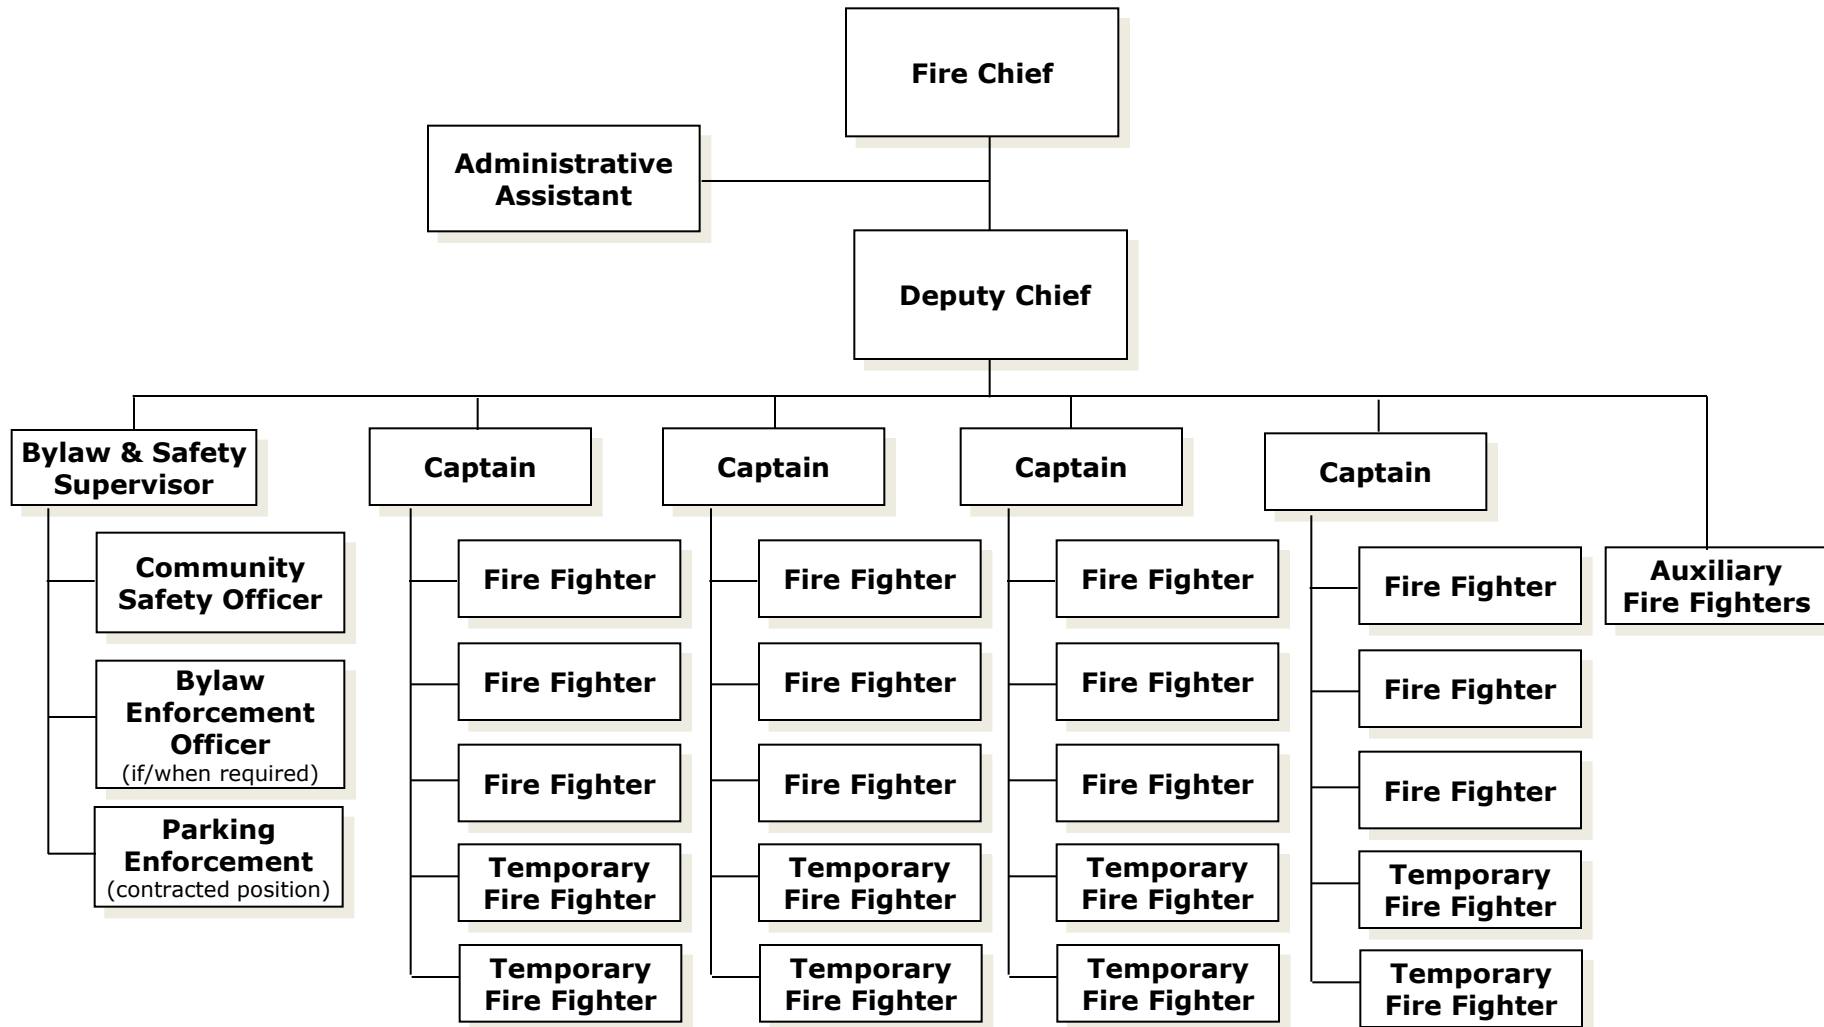 Fire Chief
Administrative
Assistant
Deputy Chief
Bylaw & Safety
Supervisor
Community
Safety Officer
Bylaw
Enforcement
Officer
(if/when required)
Parking
Enforcement
(contracted position)
Captain
Fire Fighter
Fire Fighter
Fire Fighter
Temporary
Fire Fighter
Temporary
Fire Fighter
Captain
Fire Fighter
Fire Fighter
Fire Fighter
Temporary
Fire Fighter
Temporary
Fire Fighter
Captain
Fire Fighter
Fire Fighter
Fire Fighter
Temporary
Fire Fighter
Temporary
Fire Fighter
Captain
Fire Fighter
Fire Fighter
Fire Fighter
Temporary
Fire Fighter
Temporary
Fire Fighter
Auxiliary
Fire Fighters